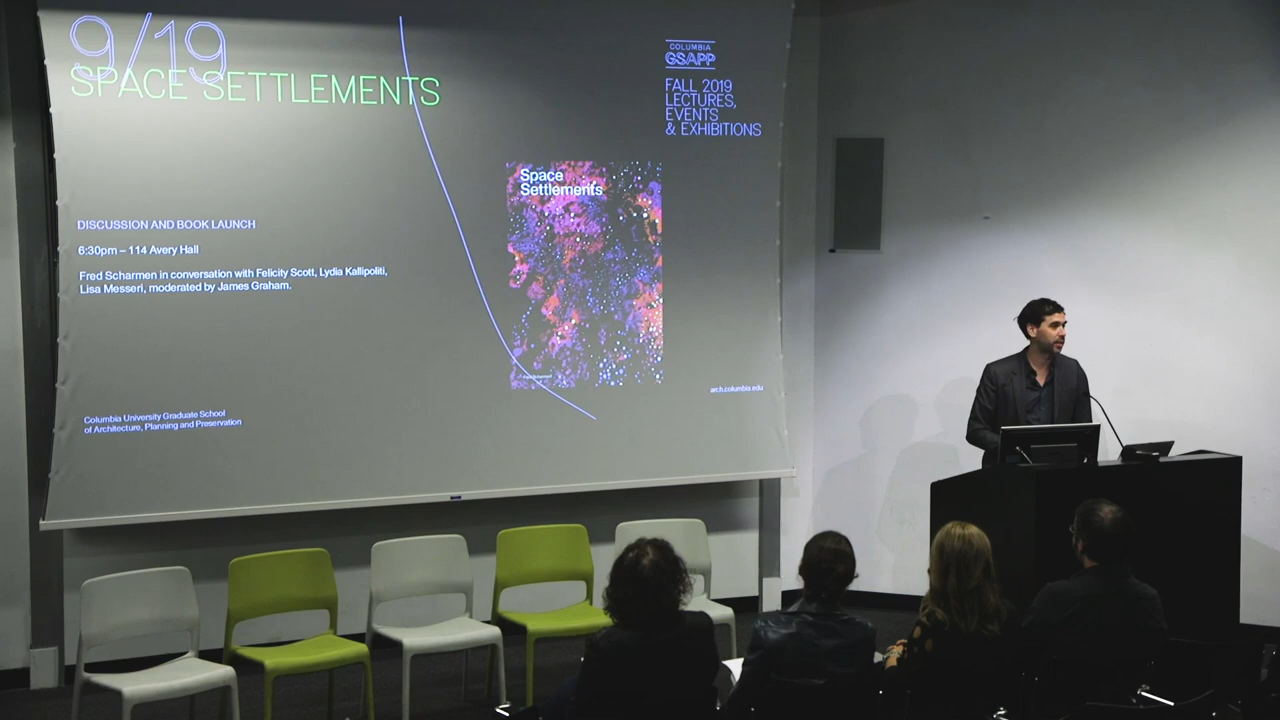 9/19
SPACE SETTLEMENTS
COLUMBIA
GSAPP
FALL 2019
LECTURES,
EVENTS
& EXHIBITIONS
Space
Settlements
DISCUSSION AND BOOK LAUNCH
6:30pm – 114 Avery Hall
Fred Scharmen in conversation with Felicity Scott, Lydia Kallipoliti,
Lisa Messeri, moderated by James Graham.
Fred Scharmen
arch.columbia.edu
Columbia University Graduate School
of Architecture, Planning and Preservation